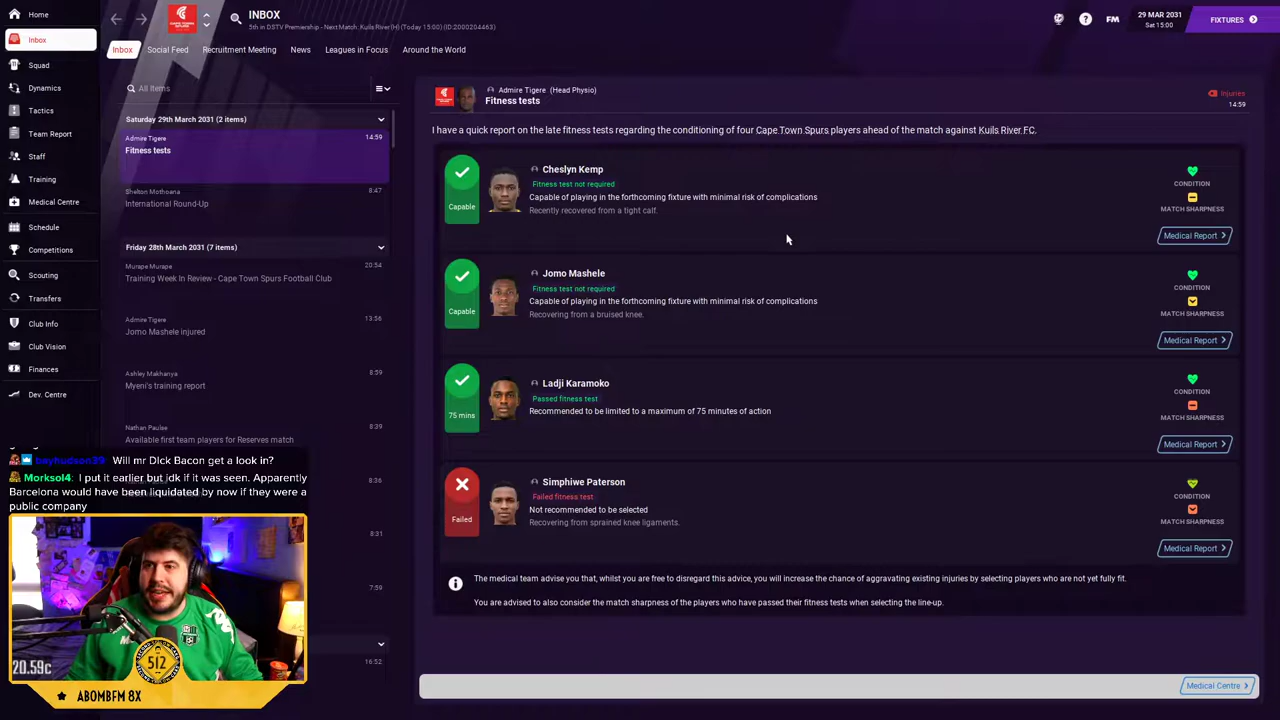 Home
INBOX
5th in DSTV Premiership - Next Match: Kuils River (H) (Today 15:00) (ID:2000204463)
FM
29 MAR 2031
Sat 15:00
FIXTURES
Inbox
Inbox
Social Feed
Recruitment Meeting
News
Leagues in Focus
Around the World
Squad
Dynamics
Tactics
Team Report
Staff
Training
Medical Centre
Schedule
Competitions
Scouting
Transfers
Club Info
Club Vision
Finances
Dev. Centre
All Items
Saturday 29th March 2031 (2 items)
Admire Tigere
14:59
Fitness tests
Shelton Mothoana
8:47
International Round-Up
Friday 28th March 2031 (7 items)
Murape Murape
20:54
Training Week In Review - Cape Town Spurs Football Club
Admire Tigere
13:56
Jomo Mashele injured
Ashley Makhanya
8:59
Myeni's training report
Nathan Paulse
8:39
Available first team players for Reserves match
8:36
8:31
7:59
16:52
Admire Tigere (Head Physio)
Fitness tests
Injuries
14:59
I have a quick report on the late fitness tests regarding the conditioning of four Cape Town Spurs players ahead of the match against Kuils River FC.
Capable
Cheslyn Kemp
Fitness test not required
Capable of playing in the forthcoming fixture with minimal risk of complications
Recently recovered from a tight calf.
CONDITION
MATCH SHARPNESS
Medical Report
Capable
Jomo Mashele
Fitness test not required
Capable of playing in the forthcoming fixture with minimal risk of complications
Recovering from a bruised knee.
CONDITION
MATCH SHARPNESS
Medical Report
75 mins
Ladji Karamoko
Passed fitness test
Recommended to be limited to a maximum of 75 minutes of action
CONDITION
MATCH SHARPNESS
Medical Report
Failed
Simphiwe Paterson
Failed fitness test
Not recommended to be selected
Recovering from sprained knee ligaments.
CONDITION
MATCH SHARPNESS
Medical Report
The medical team advise you that, whilst you are free to disregard this advice, you will increase the chance of aggravating existing injuries by selecting players who are not yet fully fit.
You are advised to also consider the match sharpness of the players who have passed their fitness tests when selecting the line-up.
Medical Centre
Will mr DIck Bacon get a look in?
Morksol4: I put it earlier but idk if it was seen. Apparently
Barcelona would have been liquidated by now if they were a
public company
20.59c
512
ABOMBFM 8X